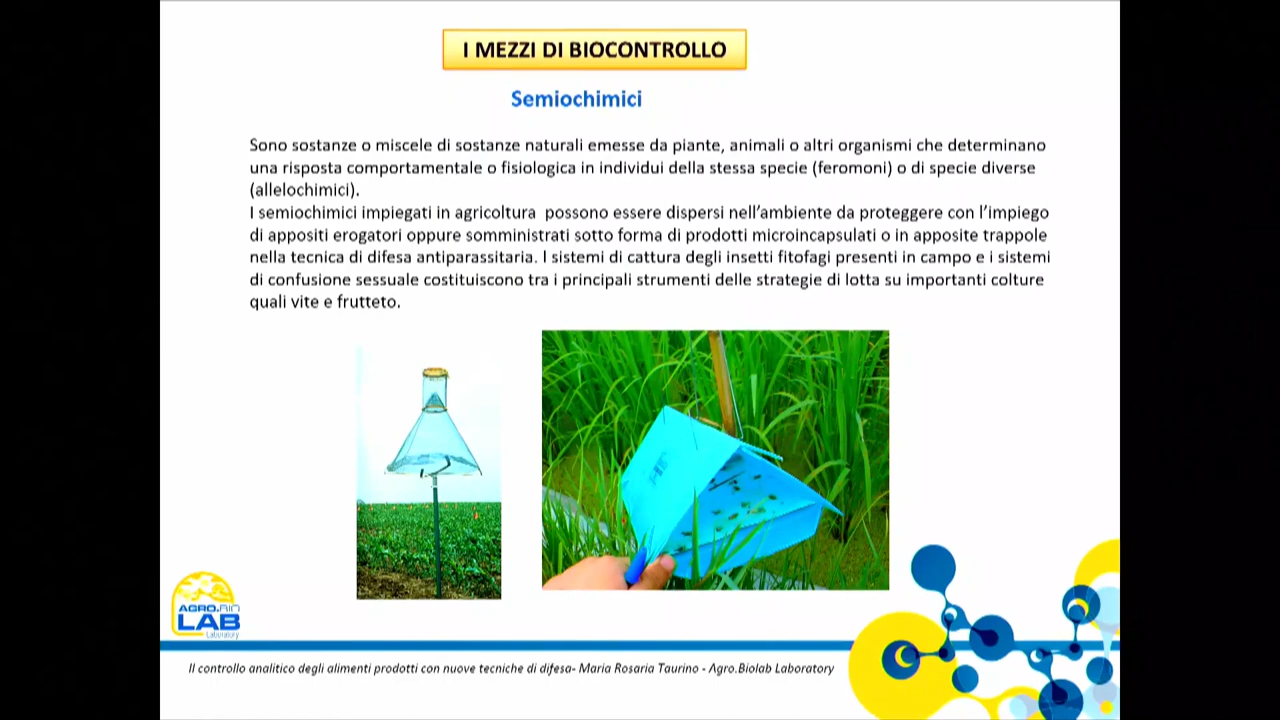 I MEZZI DI BIOCONTROLLO
Semiochimici
Sono sostanze o miscele di sostanze naturali emesse da piante, animali o altri organismi che determinano
una risposta comportamentale o fisiologica in individui della stessa specie (feromoni) o di specie diverse
(allelochimici).
I semiochimici impiegati in agricoltura possono essere dispersi nell’ambiente da proteggere con l’impiego
di appositi erogatori oppure somministrati sotto forma di prodotti microincapsulati o in apposite trappole
nella tecnica di difesa antiparassitaria. I sistemi di cattura degli insetti fitofagi presenti in campo e i sistemi
di confusione sessuale costituiscono tra i principali strumenti delle strategie di lotta su importanti colture
quali vite e frutteto.
AGRO.BIO
LAB
Laboratory
Il controllo analitico degli alimenti prodotti con nuove tecniche di difesa- Maria Rosaria Taurino - Agro.Biolab Laboratory